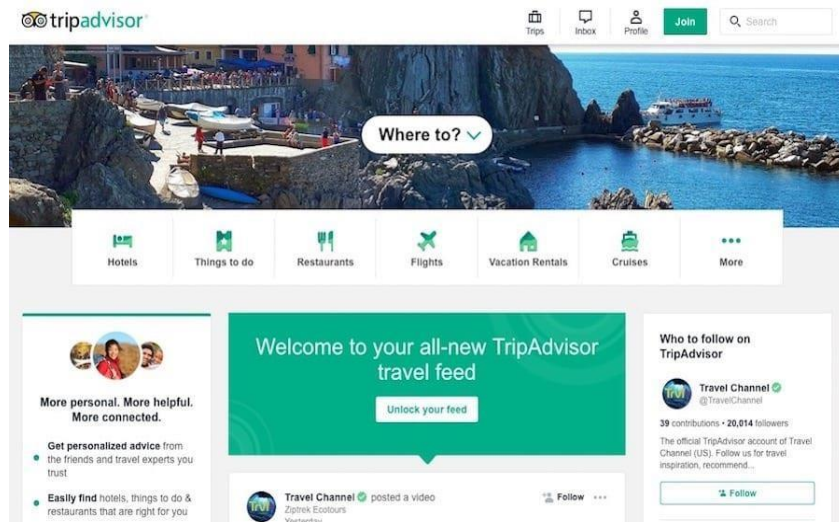 tripadvisor
Trips
Inbox
Profile
Join
Search
Where to?
Hotels
Things to do
Restaurants
Flights
Vacation Rentals
Cruises
More
More personal. More helpful.
More connected.
Get personalized advice from
the friends and travel experts you
trust
Easily find hotels, things to do &
restaurants that are right for you
Welcome to your all-new TripAdvisor
travel feed
Unlock your feed
Travel Channel posted a video
Ziptrek Ecotours
Yesterday
Follow
Who to follow on
TripAdvisor
TRVL
Travel Channel
@TravelChannel
39 contributions • 20,014 followers
The official TripAdvisor account of Travel
Channel (US). Follow us for travel
inspiration, recommend...
Follow